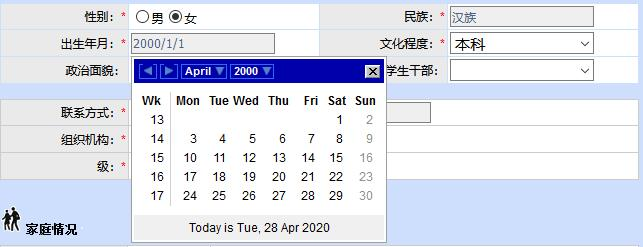 性别: * 男 女 民族: * 汉族
出生年月: * 2000/1/1 文化程度: * 本科
政治面貌: 学生干部:
April 2000
Wk Mon Tue Wed Thu Fri Sat Sun
13 1 2
14 3 4 5 6 7 8 9
15 10 11 12 13 14 15 16
16 17 18 19 20 21 22 23
17 24 25 26 27 28 29 30
Today is Tue, 28 Apr 2020
联系方式: *
组织机构: *
级: *
家庭情况